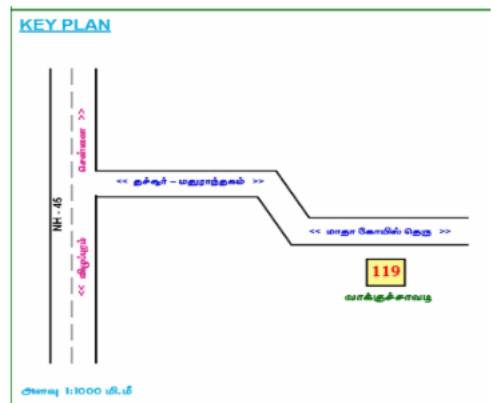 KEY PLAN
சென்னை >>
<< தச்சூர் – மதுராந்தகம் >>
NH - 45
<< மாதா கோயில் தெரு >>
<< விழுப்புரம்
119
வாக்குச்சாவடி
அளவு 1:1000 மி.மீ